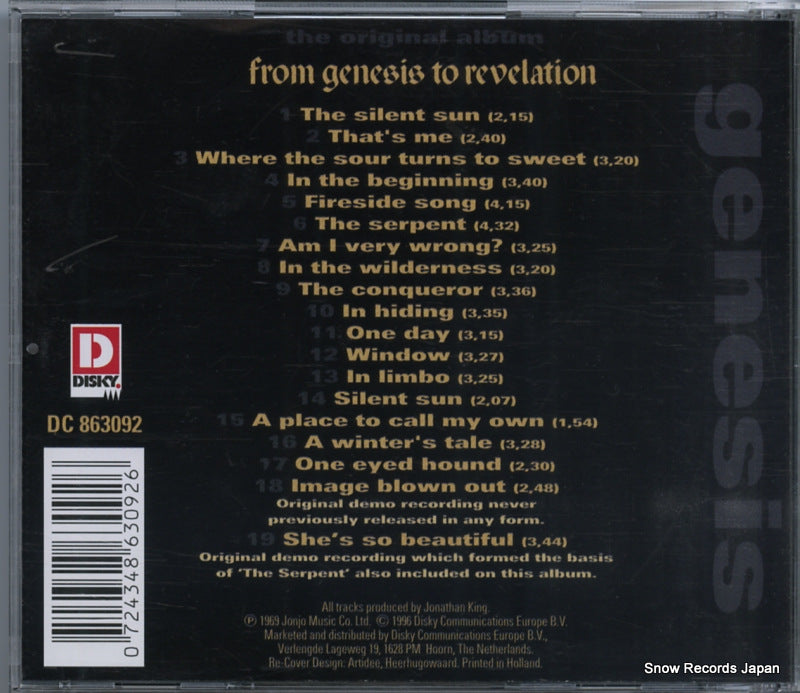 the original album
from genesis to revelation
1 The silent sun (2,15)
2 That's me (2,40)
3 Where the sour turns to sweet (3,20)
4 In the beginning (3,40)
5 Fireside song (4,15)
6 The serpent (4,32)
7 Am I very wrong? (3,25)
8 In the wilderness (3,20)
9 The conqueror (3,36)
10 In hiding (3,35)
11 One day (3,15)
12 Window (3,27)
13 In limbo (3,25)
14 Silent sun (2,07)
15 A place to call my own (1,54)
16 A winter's tale (3,28)
17 One eyed hound (2,30)
18 Image blown out (2,48)
Original demo recording never
previously released in any form.
19 She's so beautiful (3,44)
Original demo recording which formed the basis
of 'The Serpent' also included on this album.
genesis
D
DISKY.
DC 863092
0 724348 630926
All tracks produced by Jonathan King.
℗ 1969 Jonjo Music Co. Ltd. © 1996 Disky Communications Europe B.V.
Marketed and distributed by Disky Communications Europe B.V.,
Verlengde Lageweg 19, 1628 PM Hoorn, The Netherlands.
Re-Cover Design: Artidee, Heerhugowaard. Printed in Holland.
Snow Records Japan